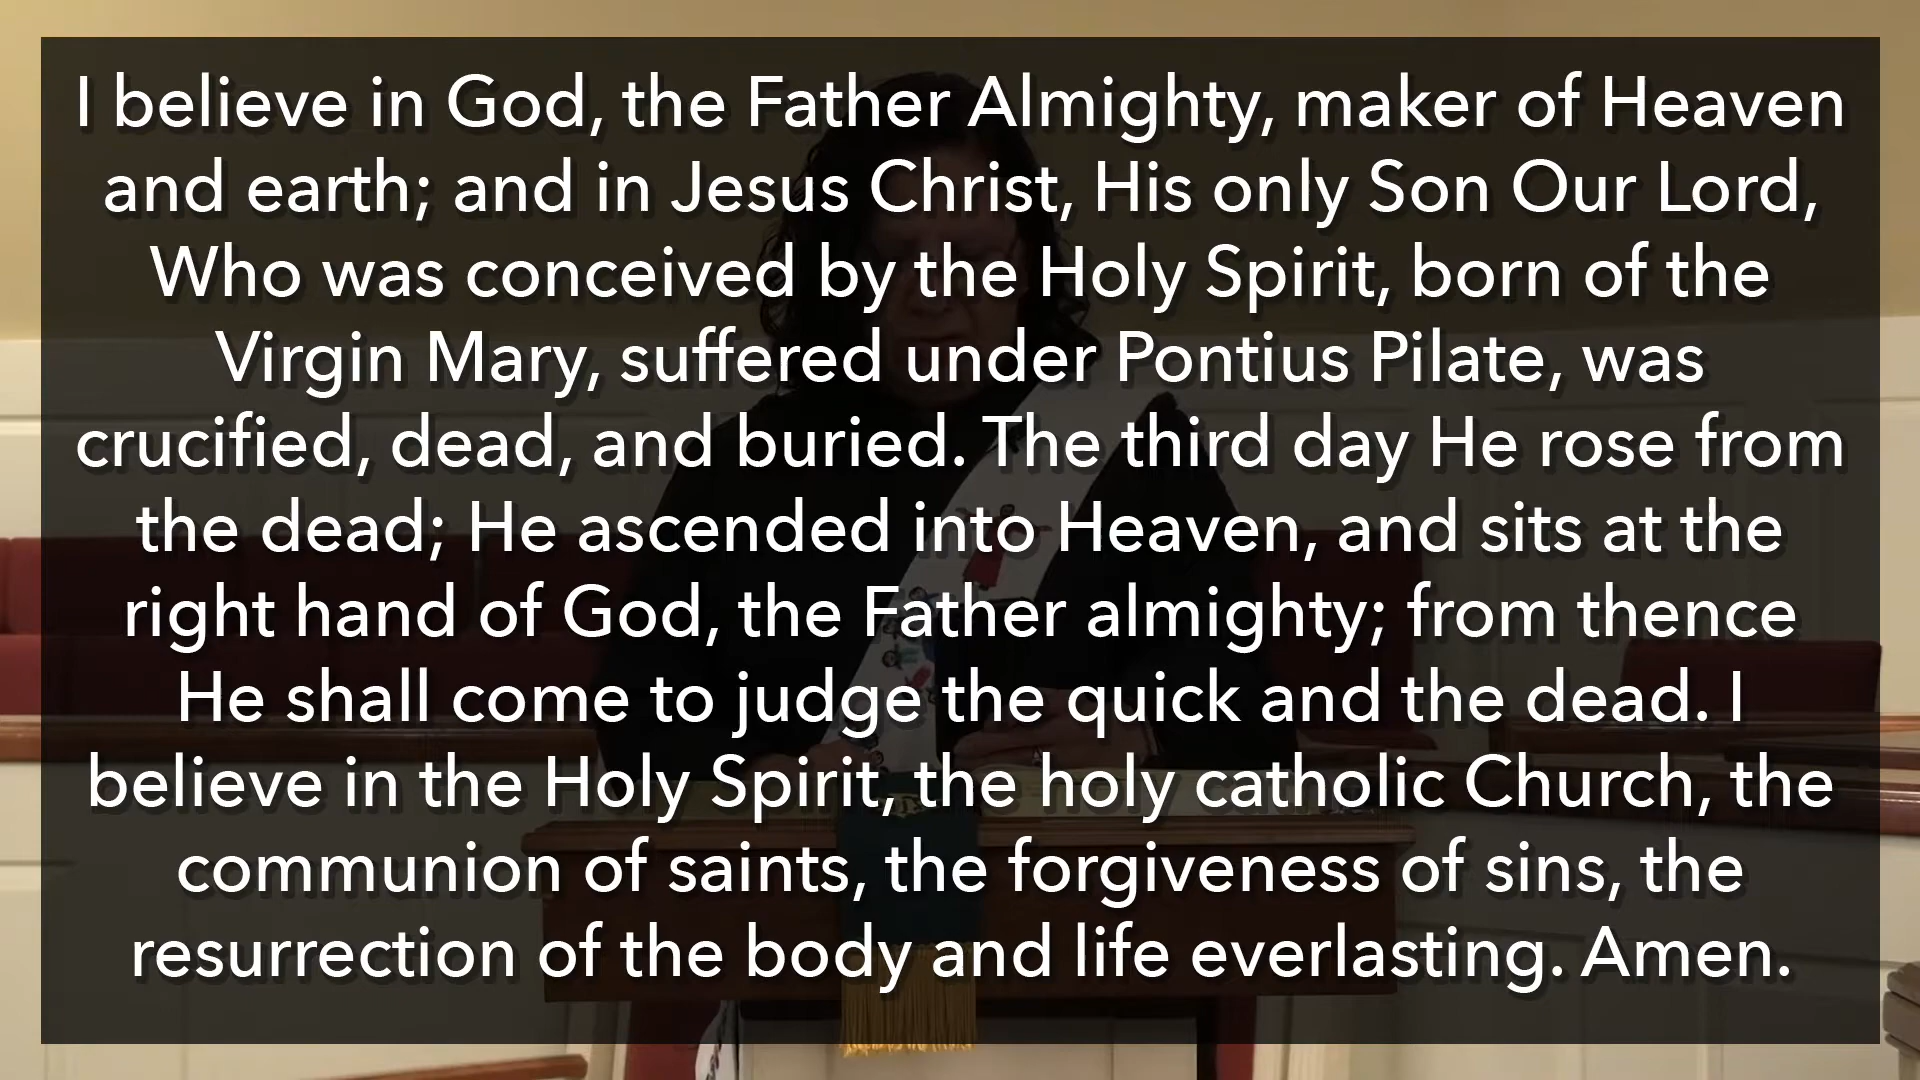 I believe in God, the Father Almighty, maker of Heaven
and earth; and in Jesus Christ, His only Son Our Lord,
Who was conceived by the Holy Spirit, born of the
Virgin Mary, suffered under Pontius Pilate, was
crucified, dead, and buried. The third day He rose from
the dead; He ascended into Heaven, and sits at the
right hand of God, the Father almighty; from thence
He shall come to judge the quick and the dead. I
believe in the Holy Spirit, the holy catholic Church, the
communion of saints, the forgiveness of sins, the
resurrection of the body and life everlasting. Amen.